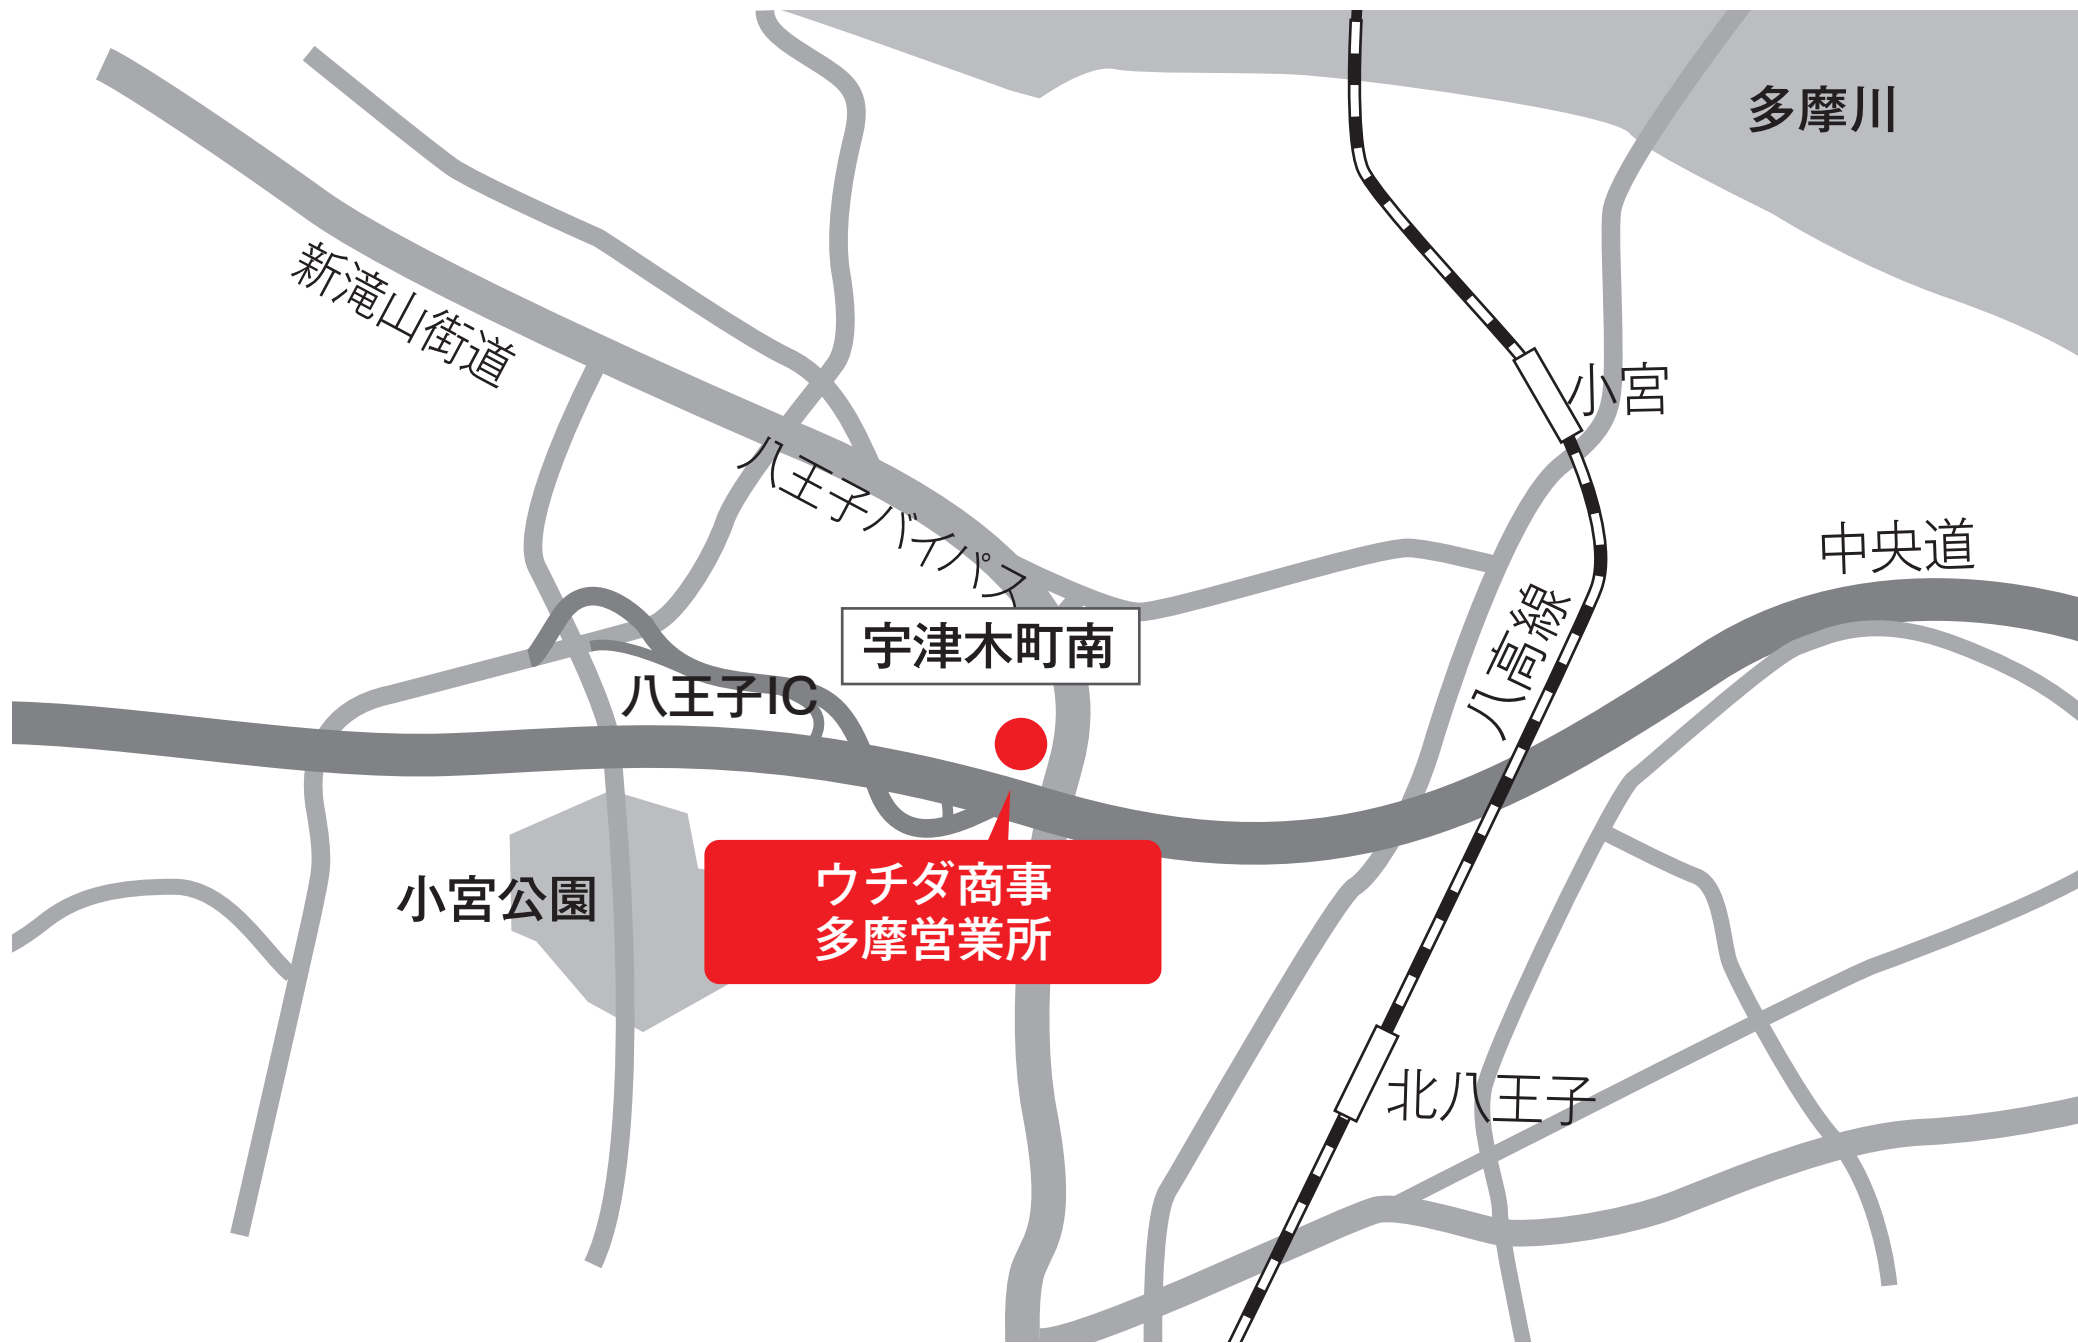 多摩川
新滝山街道
小宮
八王子バイパス
中央道
八高線
宇津木町南
八王子IC
小宮公園
ウチダ商事
多摩営業所
北八王子